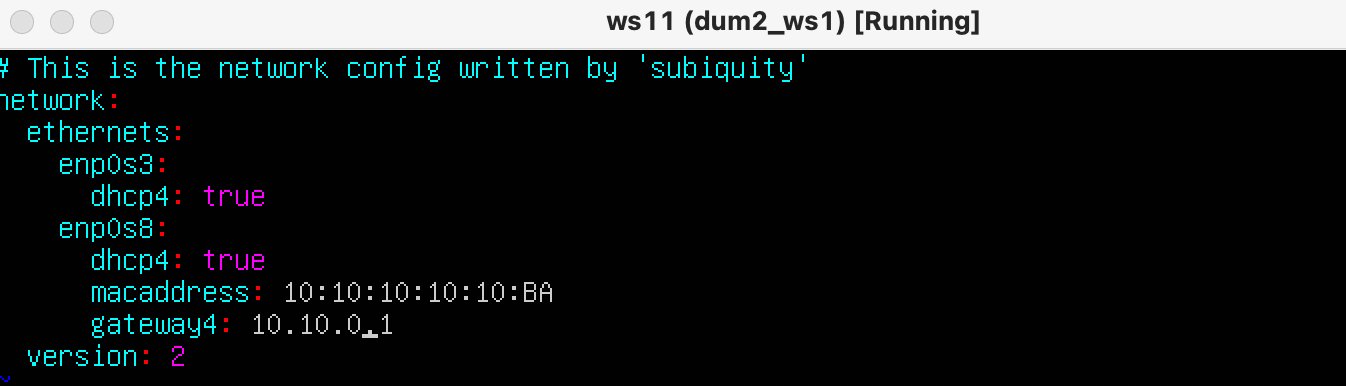 ws11 (dum2_ws1) [Running]
# This is the network config written by 'subiquity'
network:
  ethernets:
    enp0s3:
      dhcp4: true
    enp0s8:
      dhcp4: true
      macaddress: 10:10:10:10:10:BA
      gateway4: 10.10.0.1
  version: 2
~